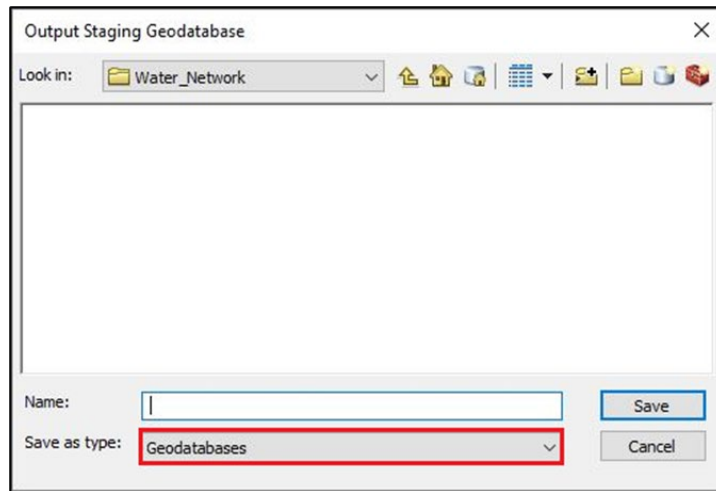 Output Staging Geodatabase
Look in: Water_Network
Name:
Save
Save as type: Geodatabases
Cancel